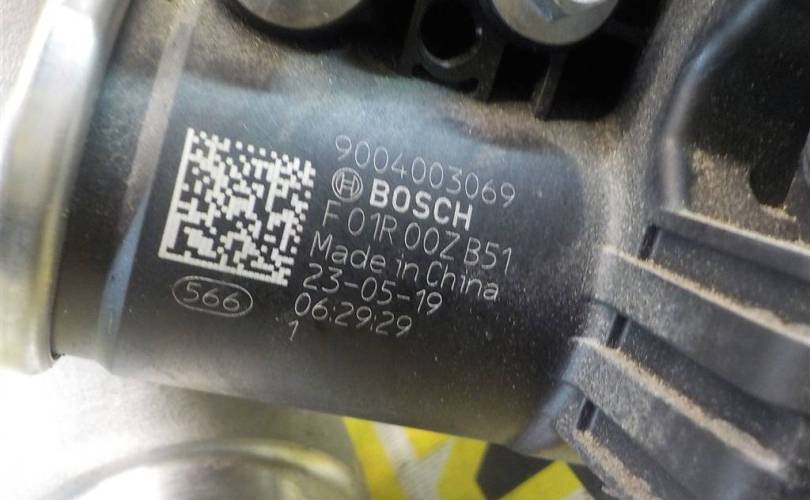 9004003069
BOSCH
F 01R 00Z B51
Made in China
23-05-19
06:29:29
1
566